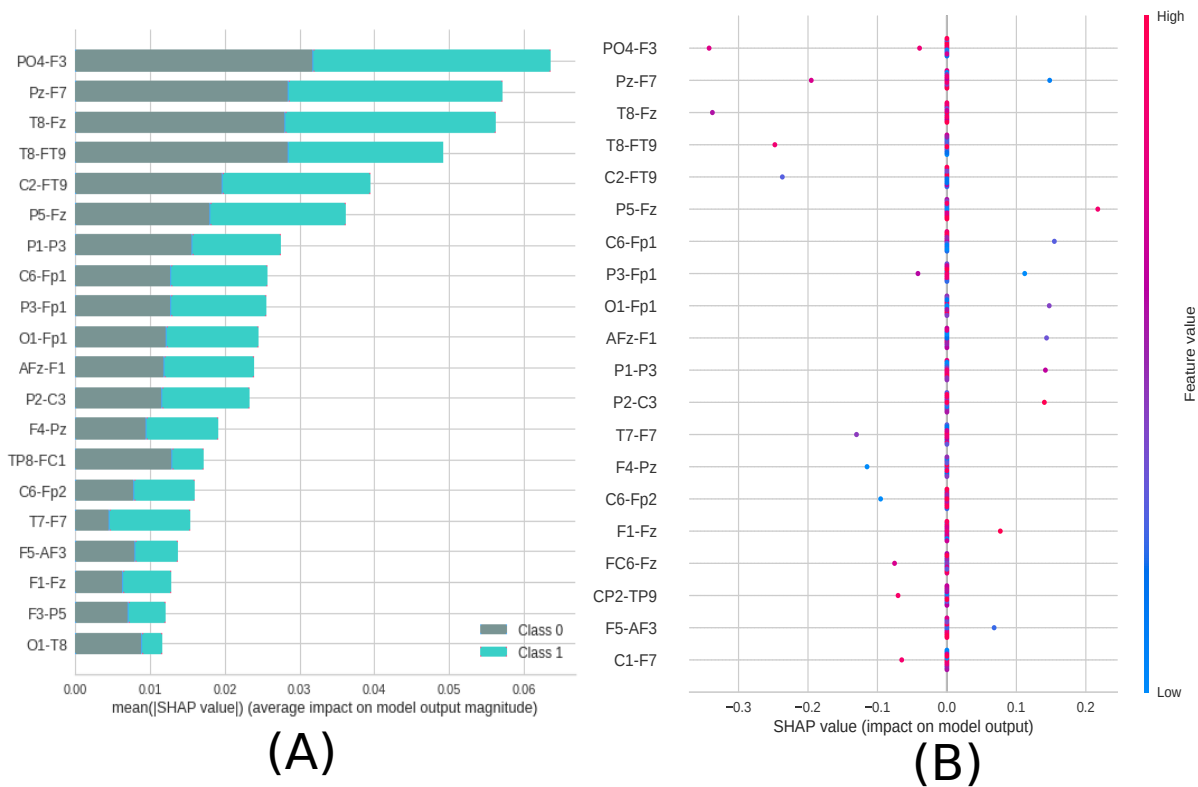 PO4-F3
Pz-F7
T8-Fz
T8-FT9
C2-FT9
P5-Fz
P1-P3
C6-Fp1
P3-Fp1
O1-Fp1
AFz-F1
P2-C3
F4-Pz
TP8-FC1
C6-Fp2
T7-F7
F5-AF3
F1-Fz
F3-P5
O1-T8
Class 0
Class 1
0.00 0.01 0.02 0.03 0.04 0.05 0.06
mean(|SHAP value|) (average impact on model output magnitude)
(A)
PO4-F3
Pz-F7
T8-Fz
T8-FT9
C2-FT9
P5-Fz
C6-Fp1
P3-Fp1
O1-Fp1
AFz-F1
P1-P3
P2-C3
T7-F7
F4-Pz
C6-Fp2
F1-Fz
FC6-Fz
CP2-TP9
F5-AF3
C1-F7
−0.3 −0.2 −0.1 0.0 0.1 0.2
SHAP value (impact on model output)
(B)
High
Feature value
Low